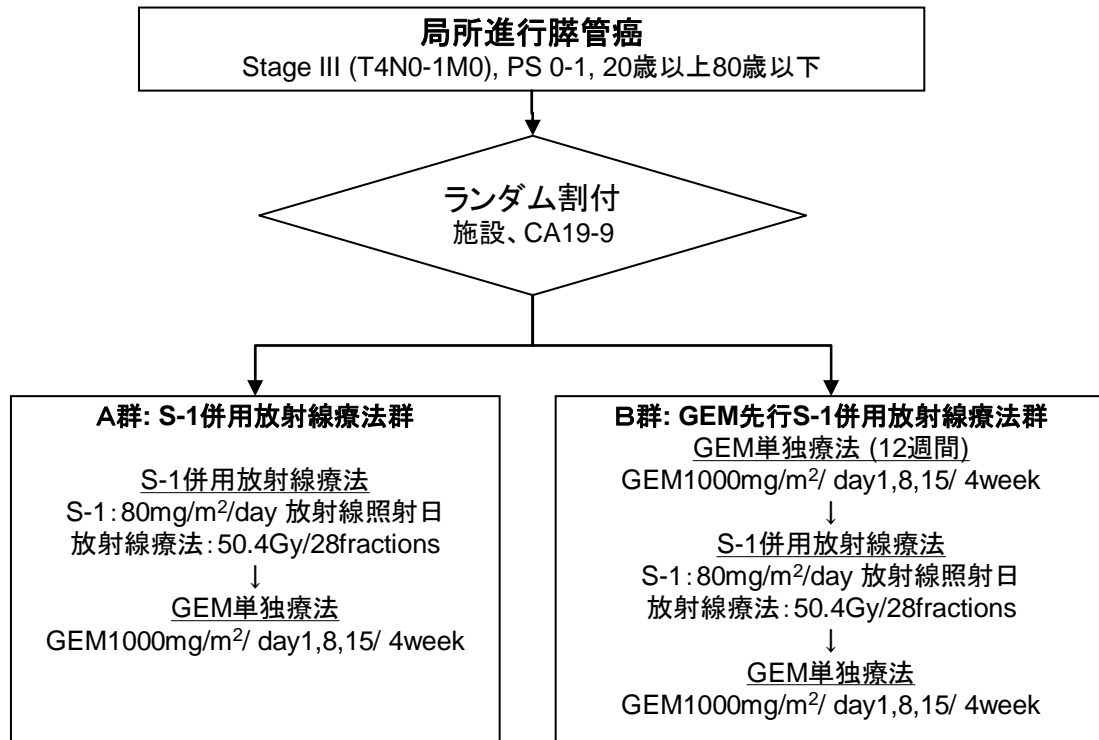 局所進行膵管癌
Stage III (T4N0-1M0), PS 0-1, 20歳以上80歳以下
ランダム割付
施設、CA19-9
A群: S-1併用放射線療法群
S-1併用放射線療法
S-1：80mg/m²/day 放射線照射日
放射線療法：50.4Gy/28fractions
↓
GEM単独療法
GEM1000mg/m²/ day1,8,15/ 4week
B群: GEM先行S-1併用放射線療法群
GEM単独療法 (12週間)
GEM1000mg/m²/ day1,8,15/ 4week
↓
S-1併用放射線療法
S-1：80mg/m²/day 放射線照射日
放射線療法：50.4Gy/28fractions
↓
GEM単独療法
GEM1000mg/m²/ day1,8,15/ 4week